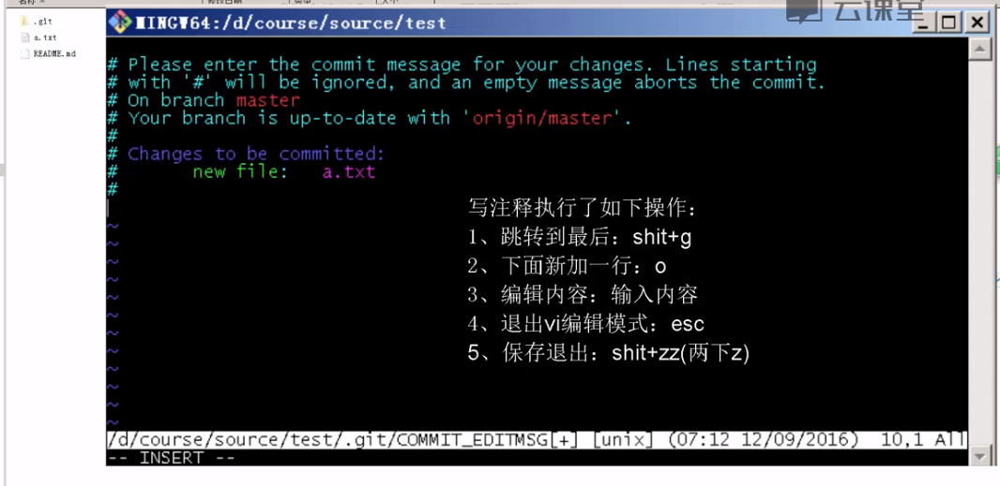 .git
a.txt
README.md
云课堂
MINGW64:/d/course/source/test
# Please enter the commit message for your changes. Lines starting
# with '#' will be ignored, and an empty message aborts the commit.
# On branch master
# Your branch is up-to-date with 'origin/master'.
#
# Changes to be committed:
#       new file:   a.txt
#
~
~
~
~
~
~
~
~
~
~
~
~
写注释执行了如下操作：
1、跳转到最后：shit+g
2、下面新加一行：o
3、编辑内容：输入内容
4、退出vi编辑模式：esc
5、保存退出：shit+zz(两下z)
/d/course/source/test/.git/COMMIT_EDITMSG[+] [unix] (07:12 12/09/2016)  10,1 All
-- INSERT --